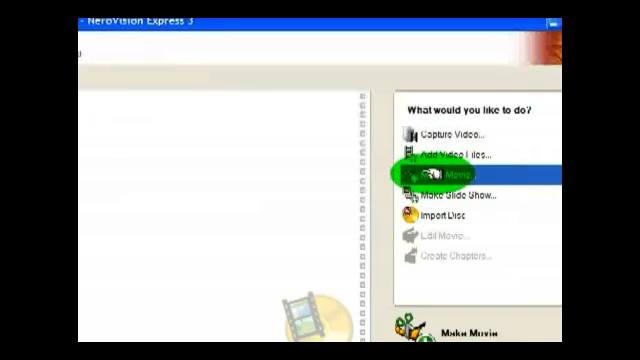 - NeroVision Express 3
What would you like to do?
Capture Video...
Add Video Files...
Movie...
Make Slide Show...
Import Disc
Edit Movie...
Create Chapters...
Make Movie